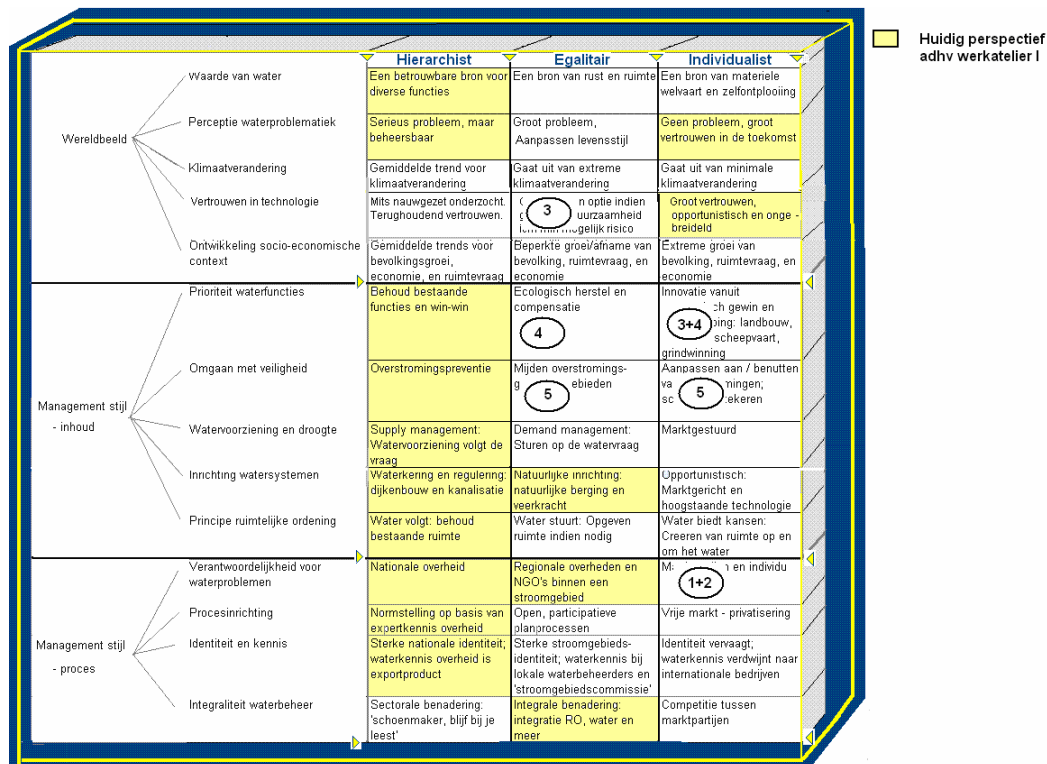 Huidig perspectief
adhv werkatelier I
Hierarchist
Egalitair
Individualist
Wereldbeeld
Waarde van water
Een betrouwbare bron voor
diverse functies
Een bron van rust en ruimte
Een bron van materiele
welvaart en zelfontplooiing
Perceptie waterproblematiek
Serieus probleem, maar
beheersbaar
Groot probleem,
Aanpassen levensstijl
Geen probleem, groot
vertrouwen in de toekomst
Klimaatverandering
Gemiddelde trend voor
klimaatverandering
Gaat uit van extreme
klimaatverandering
Gaat uit van minimale
klimaatverandering
Vertrouwen in technologie
Mits nauwgezet onderzocht.
Terughoudend vertrouwen.
optie indien
3
risico
Groot vertrouwen,
opportunistisch en onge -
breideld
Ontwikkeling socio-economische
context
Gemiddelde trends voor
bevolkingsgroei,
economie, en ruimtevraag
Beperkte groei/afname van
bevolking, ruimtevraag, en
economie
Extreme groei van
bevolking, ruimtevraag, en
economie
Management stijl
- inhoud
Prioriteit waterfuncties
Behoud bestaande
functies en win-win
Ecologisch herstel en
compensatie
4
Innovatie vanuit
gewin en
3+4
landbouw,
scheepvaart,
grindwinning
Omgaan met veiligheid
Overstromingspreventie
Mijden overstromings-
5
Aanpassen aan / benutten
5
Watervoorziening en droogte
Supply management:
Watervoorziening volgt de
vraag
Demand management:
Sturen op de watervraag
Marktgestuurd
Inrichting watersystemen
Waterkering en regulering:
dijkenbouw en kanalisatie
Natuurlijke inrichting:
natuurlijke berging en
veerkracht
Opportunistisch:
Marktgericht en
hoogstaande technologie
Principe ruimtelijke ordening
Water volgt: behoud
bestaande ruimte
Water stuurt: Opgeven
ruimte indien nodig
Water biedt kansen:
Creeren van ruimte op en
om het water
Management stijl
- proces
Verantwoordelijkheid voor
waterproblemen
Nationale overheid
Regionale overheden en
NGO's binnen een
stroomgebied
en individu
1+2
Procesinrichting
Normstelling op basis van
expertkennis overheid
Open, participatieve
planprocessen
Vrije markt - privatisering
Identiteit en kennis
Sterke nationale identiteit;
waterkennis overheid is
exportproduct
Sterke stroomgebieds-
identiteit; waterkennis bij
lokale waterbeheerders en
'stroomgebiedscommissie'
Identiteit vervaagt;
waterkennis verdwijnt naar
internationale bedrijven
Integraliteit waterbeheer
Sectorale benadering:
'schoenmaker, blijf bij je
leest'
Integrale benadering:
integratie RO, water en
meer
Competitie tussen
marktpartijen